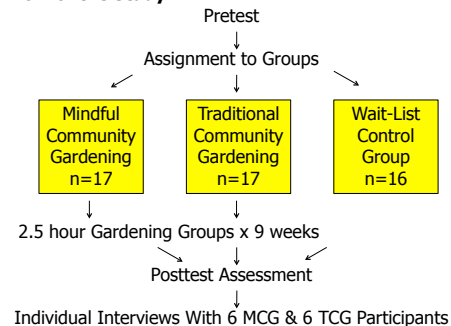 Pretest
Assignment to Groups
Mindful
Community
Gardening
n=17
Traditional
Community
Gardening
n=17
Wait-List
Control
Group
n=16
2.5 hour Gardening Groups x 9 weeks
Posttest Assessment
Individual Interviews With 6 MCG & 6 TCG Participants